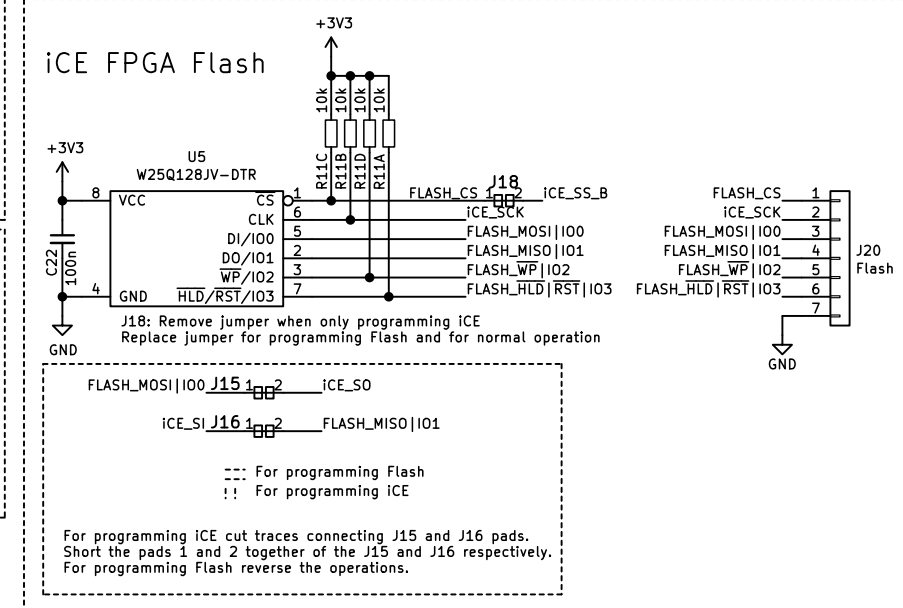 +3V3
iCE FPGA Flash
10k 10k 10k 10k
R11C R11B R11D R11A
+3V3
U5
W25Q128JV-DTR
8 VCC
4 GND
C22
100n
GND
CS 1
CLK 6
DI/IO0 5
DO/IO1 2
WP/IO2 3
HLD/RST/IO3 7
J18
FLASH_CS 1 2 iCE_SS_B
iCE_SCK
FLASH_MOSI|IO0
FLASH_MISO|IO1
FLASH_WP|IO2
FLASH_HLD|RST|IO3
FLASH_CS 1
iCE_SCK 2
FLASH_MOSI|IO0 3
FLASH_MISO|IO1 4
FLASH_WP|IO2 5
FLASH_HLD|RST|IO3 6
7
J20
Flash
GND
J18: Remove jumper when only programming iCE
Replace jumper for programming Flash and for normal operation
FLASH_MOSI|IO0 J15 1 2 iCE_SO
iCE_SI J16 1 2 FLASH_MISO|IO1
For programming Flash
For programming iCE
For programming iCE cut traces connecting J15 and J16 pads.
Short the pads 1 and 2 together of the J15 and J16 respectively.
For programming Flash reverse the operations.